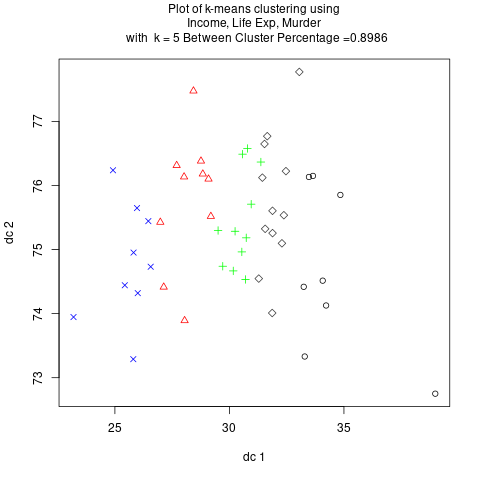 Plot of k-means clustering using
Income, Life Exp, Murder
with k = 5 Between Cluster Percentage =0.8986
77
76
75
74
73
dc 2
25 30 35
dc 1